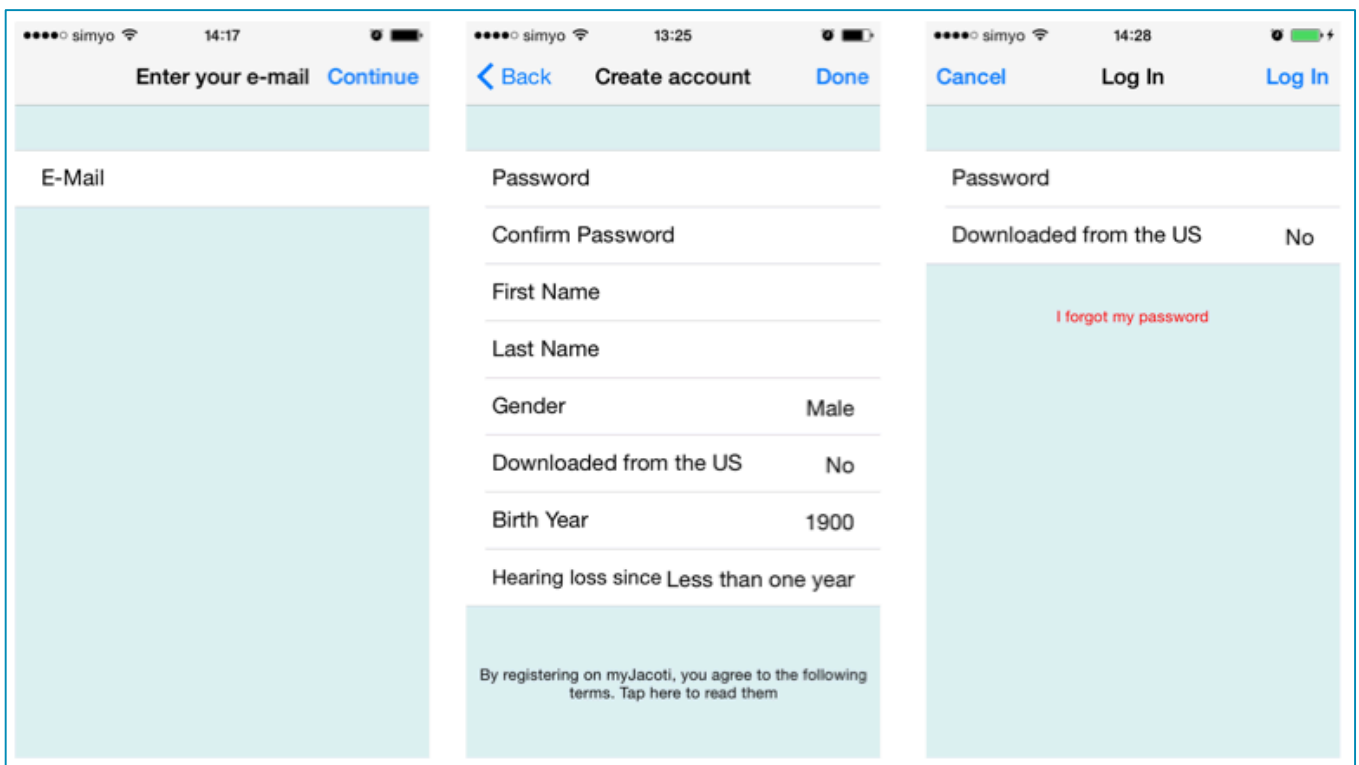 simyo 14:17
Enter your e-mail Continue
E-Mail
simyo 13:25
Back Create account Done
Password
Confirm Password
First Name
Last Name
Gender Male
Downloaded from the US No
Birth Year 1900
Hearing loss since Less than one year
By registering on myJacoti, you agree to the following
terms. Tap here to read them
simyo 14:28
Cancel Log In Log In
Password
Downloaded from the US No
I forgot my password